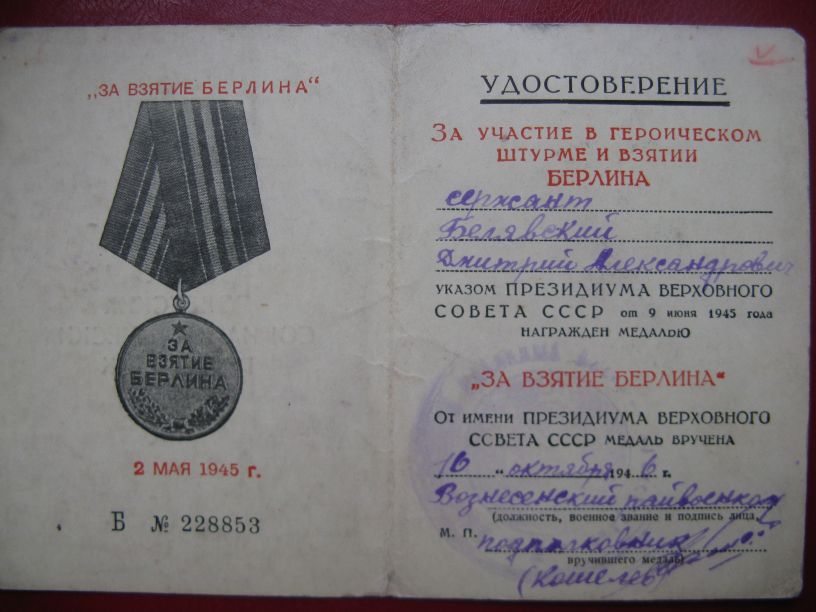 „ЗА ВЗЯТИЕ БЕРЛИНА“
ЗА
ВЗЯТИЕ
БЕРЛИНА
2 МАЯ 1945 г.
Б № 228853
УДОСТОВЕРЕНИЕ
ЗА УЧАСТИЕ В ГЕРОИЧЕСКОМ
ШТУРМЕ И ВЗЯТИИ
БЕРЛИНА
сержант
Белявский
Дмитрий Александрович
УКАЗОМ ПРЕЗИДИУМА ВЕРХОВНОГО
СОВЕТА СССР от 9 июня 1945 года
НАГРАЖДЕН МЕДАЛЬЮ
„ЗА ВЗЯТИЕ БЕРЛИНА“
ОТ ИМЕНИ ПРЕЗИДИУМА ВЕРХОВНОГО
СОВЕТА СССР МЕДАЛЬ ВРУЧЕНА
16 „ октября 1946 г.
Вознесенский райвоенком
(должность, военное звание и подпись лица,
М. П. подполковник
вручившего медаль)
(Кошелев)